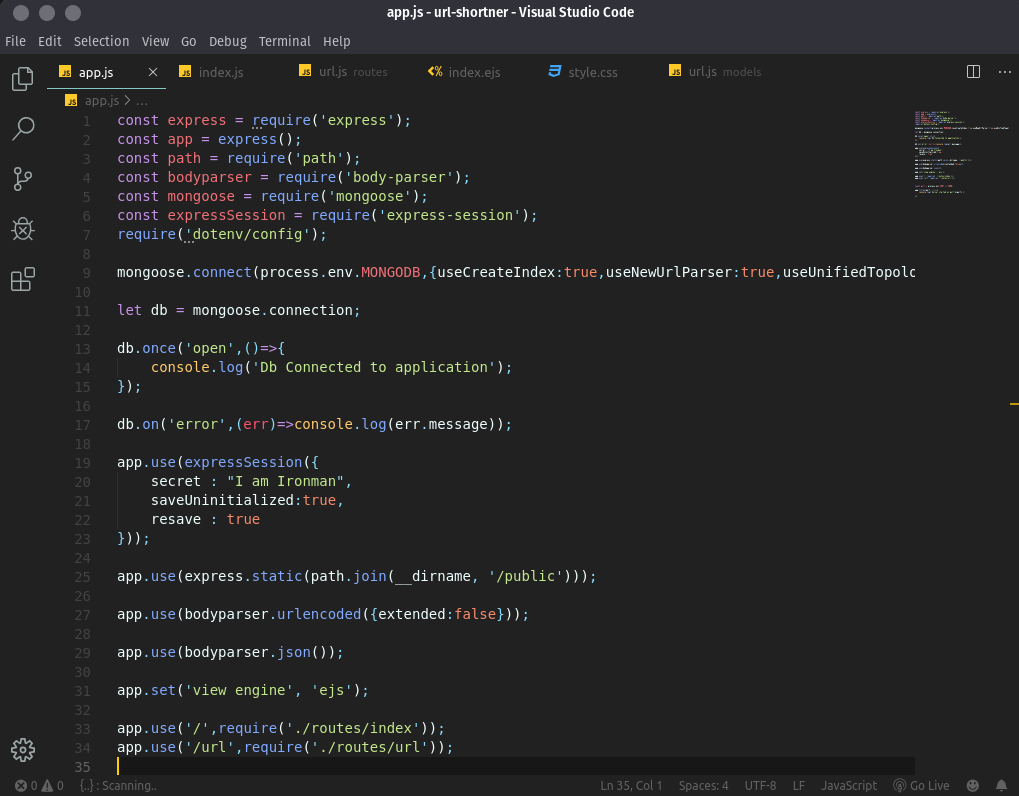 app.js - url-shortner - Visual Studio Code
File Edit Selection View Go Debug Terminal Help
JS app.js × JS index.js JS url.js routes <% index.ejs style.css JS url.js models ...
JS app.js > ...
1 const express = require('express');
2 const app = express();
3 const path = require('path');
4 const bodyparser = require('body-parser');
5 const mongoose = require('mongoose');
6 const expressSession = require('express-session');
7 require('dotenv/config');
8
9 mongoose.connect(process.env.MONGODB,{useCreateIndex:true,useNewUrlParser:true,useUnifiedTopolo
10
11 let db = mongoose.connection;
12
13 db.once('open',()=>{
14     console.log('Db Connected to application');
15 });
16
17 db.on('error',(err)=>console.log(err.message));
18
19 app.use(expressSession({
20     secret : "I am Ironman",
21     saveUninitialized:true,
22     resave : true
23 }));
24
25 app.use(express.static(path.join(__dirname, '/public')));
26
27 app.use(bodyparser.urlencoded({extended:false}));
28
29 app.use(bodyparser.json());
30
31 app.set('view engine', 'ejs');
32
33 app.use('/',require('./routes/index'));
34 app.use('/url',require('./routes/url'));
35
0 0 {..} : Scanning.. Ln 35, Col 1 Spaces: 4 UTF-8 LF JavaScript Go Live